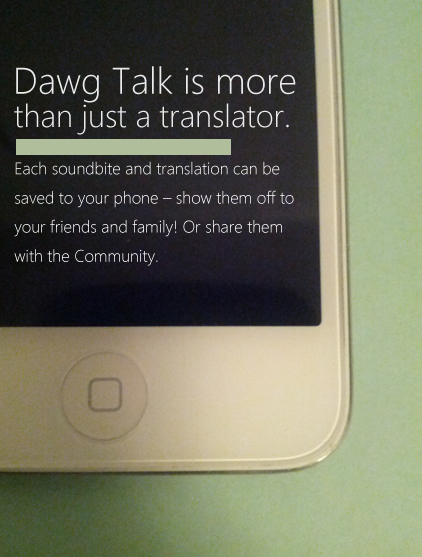 Dawg Talk is more
than just a translator.
Each soundbite and translation can be
saved to your phone – show them off to
your friends and family! Or share them
with the Community.